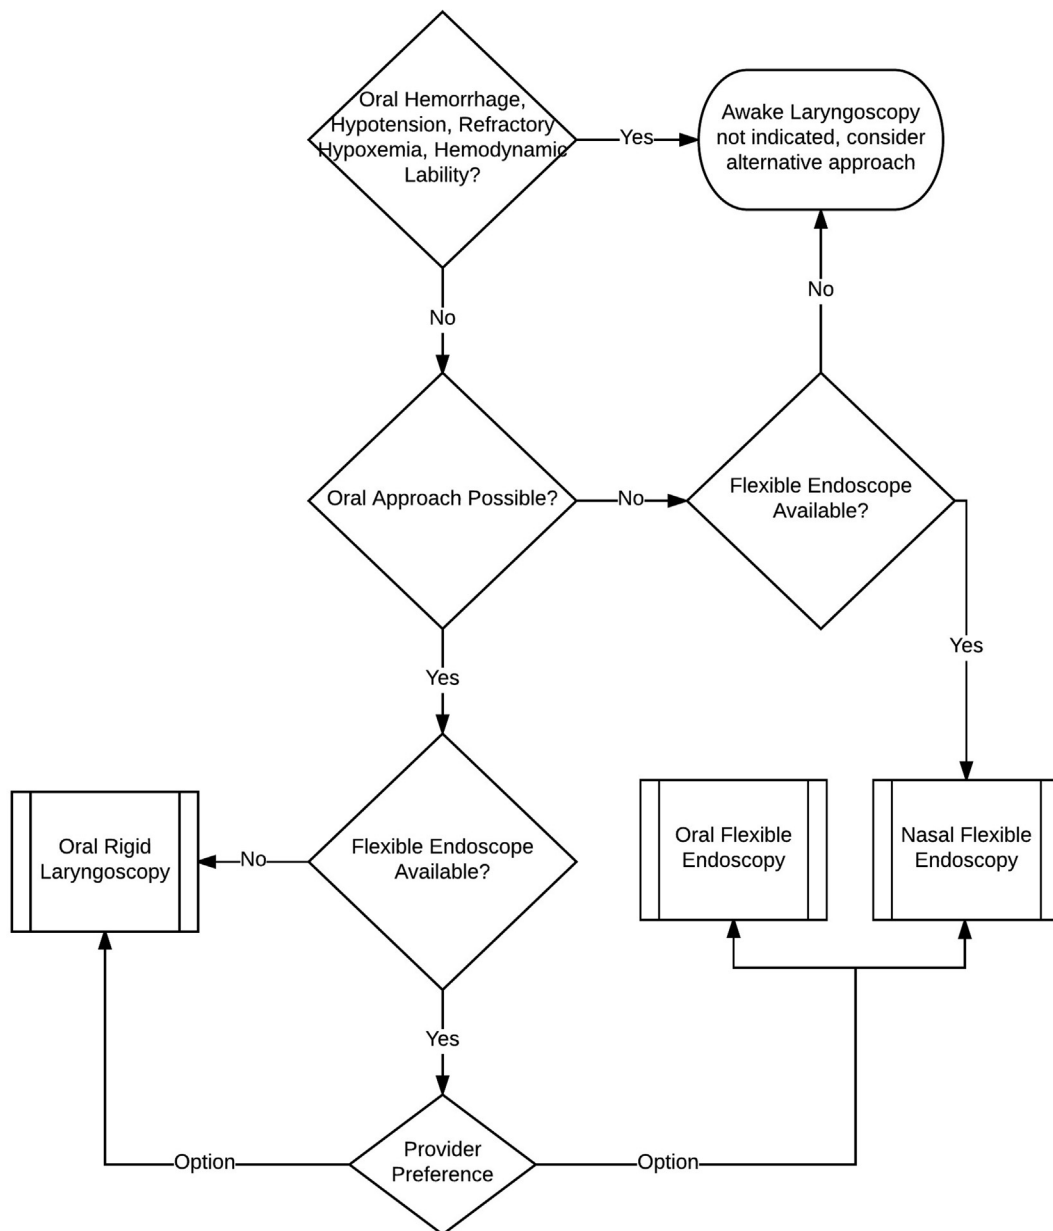 Oral Hemorrhage,
Hypotension, Refractory
Hypoxemia, Hemodynamic
Lability?
Yes
Awake Laryngoscopy
not indicated, consider
alternative approach
No
No
Oral Approach Possible?
No
Flexible Endoscope
Available?
Yes
Yes
Oral Rigid
Laryngoscopy
No
Flexible Endoscope
Available?
Oral Flexible
Endoscopy
Nasal Flexible
Endoscopy
Yes
Option
Provider
Preference
Option